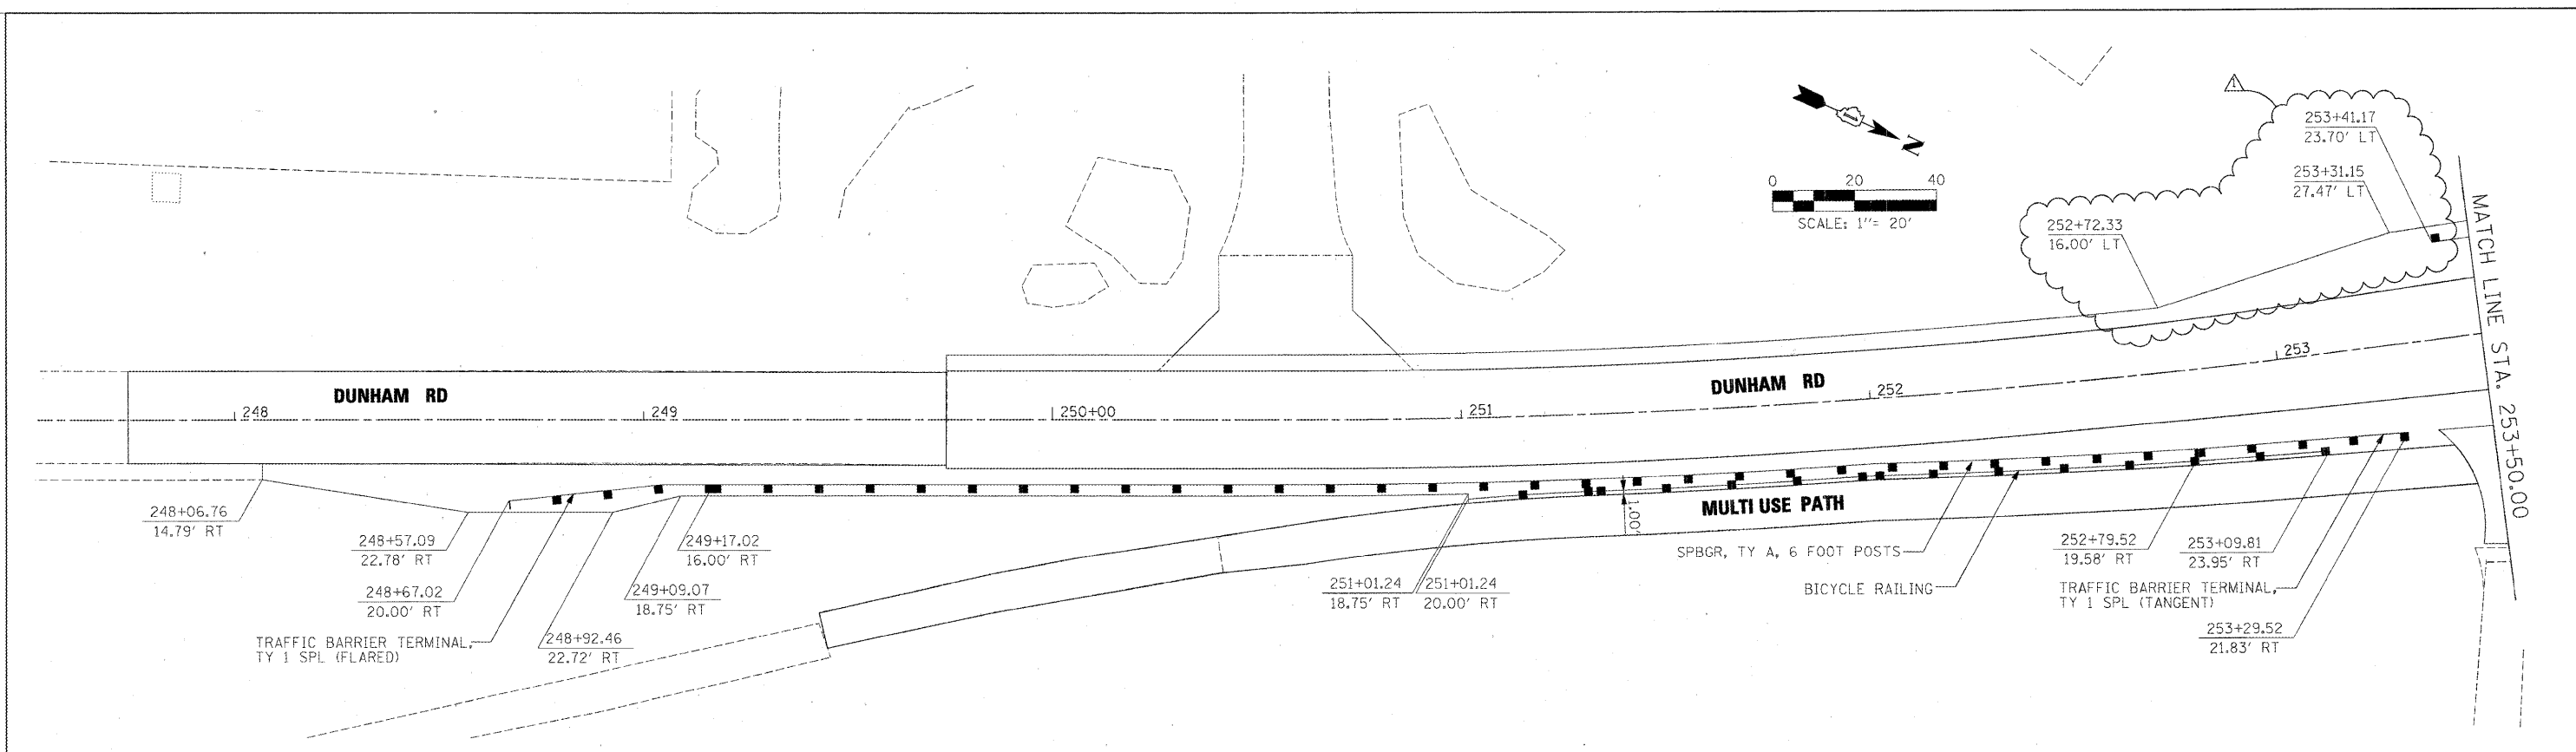 1
253+41.17
23.70' LT
253+31.15
27.47' LT
252+72.33
16.00' LT
N
0 20 40
SCALE: 1"= 20'
MATCH LINE STA. 253+50.00
DUNHAM RD
DUNHAM RD
248
249
250+00
251
252
253
MULTI USE PATH
1.00'
248+06.76
14.79' RT
248+57.09
22.78' RT
248+67.02
20.00' RT
TRAFFIC BARRIER TERMINAL,
TY 1 SPL (FLARED)
248+92.46
22.72' RT
249+09.07
18.75' RT
249+17.02
16.00' RT
251+01.24
18.75' RT
251+01.24
20.00' RT
SPBGR, TY A, 6 FOOT POSTS
BICYCLE RAILING
252+79.52
19.58' RT
253+09.81
23.95' RT
TRAFFIC BARRIER TERMINAL,
TY 1 SPL (TANGENT)
253+29.52
21.83' RT